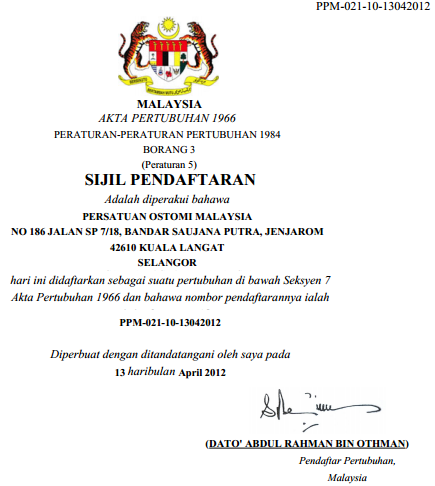 PPM-021-10-13042012
MALAYSIA
AKTA PERTUBUHAN 1966
PERATURAN-PERATURAN PERTUBUHAN 1984
BORANG 3
(Peraturan 5)
SIJIL PENDAFTARAN
Adalah diperakui bahawa
PERSATUAN OSTOMI MALAYSIA
NO 186 JALAN SP 7/18, BANDAR SAUJANA PUTRA, JENJAROM
42610 KUALA LANGAT
SELANGOR
hari ini didaftarkan sebagai suatu pertubuhan di bawah Seksyen 7
Akta Pertubuhan 1966 dan bahawa nombor pendaftarannya ialah
PPM-021-10-13042012
Diperbuat dengan ditandatangani oleh saya pada
13 haribulan April 2012
(DATO' ABDUL RAHMAN BIN OTHMAN)
Pendaftar Pertubuhan,
Malaysia